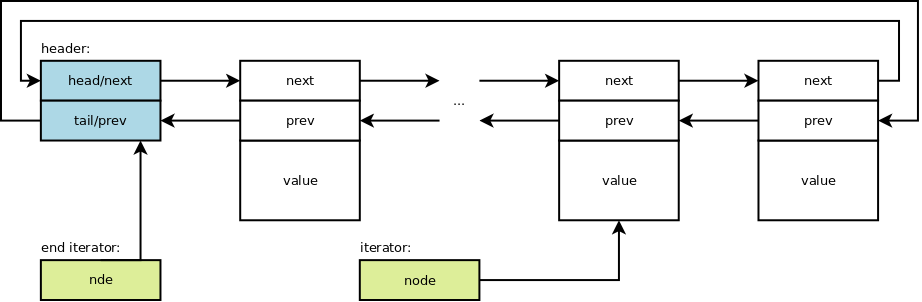 header:
head/next
next
next
next
...
tail/prev
prev
prev
prev
value
value
value
end iterator:
iterator:
nde
node